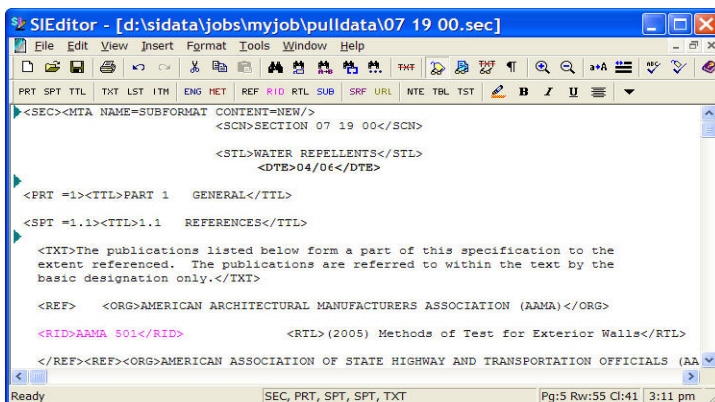 SIEditor - [d:\sidata\jobs\myjob\pulldata\07 19 00.sec]
File Edit View Insert Format Tools Window Help
PRT SPT TTL TXT LST ITM ENG MET REF RID RTL SUB SRF URL NTE TBL TST B I U
<SEC><MTA NAME=SUBFORMAT CONTENT=NEW/>
<SCN>SECTION 07 19 00</SCN>
<STL>WATER REPELLENTS</STL>
<DTE>04/06</DTE>
<PRT =1><TTL>PART 1 GENERAL</TTL>
<SPT =1.1><TTL>1.1 REFERENCES</TTL>
<TXT>The publications listed below form a part of this specification to the
extent referenced. The publications are referred to within the text by the
basic designation only.</TXT>
<REF> <ORG>AMERICAN ARCHITECTURAL MANUFACTURERS ASSOCIATION (AAMA)</ORG>
<RID>AAMA 501</RID> <RTL>(2005) Methods of Test for Exterior Walls</RTL>
</REF><REF><ORG>AMERICAN ASSOCIATION OF STATE HIGHWAY AND TRANSPORTATION OFFICIALS (AA
Ready SEC, PRT, SPT, SPT, TXT Pg:5 Rw:55 Cl:41 3:11 pm